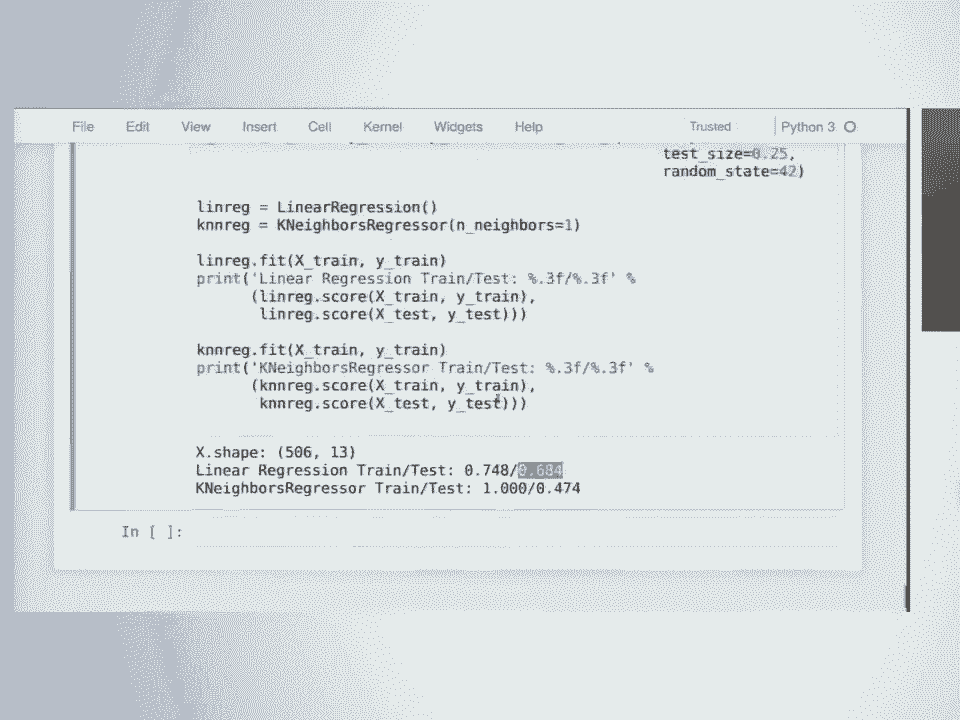 File Edit View Insert Cell Kernel Widgets Help Trusted Python 3
test_size=0.25,
random_state=42)
linreg = LinearRegression()
knnreg = KNeighborsRegressor(n_neighbors=1)
linreg.fit(X_train, y_train)
print('Linear Regression Train/Test: %.3f/%.3f' %
(linreg.score(X_train, y_train),
linreg.score(X_test, y_test)))
knnreg.fit(X_train, y_train)
print('KNeighborsRegressor Train/Test: %.3f/%.3f' %
(knnreg.score(X_train, y_train),
knnreg.score(X_test, y_test)))
X.shape: (506, 13)
Linear Regression Train/Test: 0.748/0.684
KNeighborsRegressor Train/Test: 1.000/0.474
In [ ]: